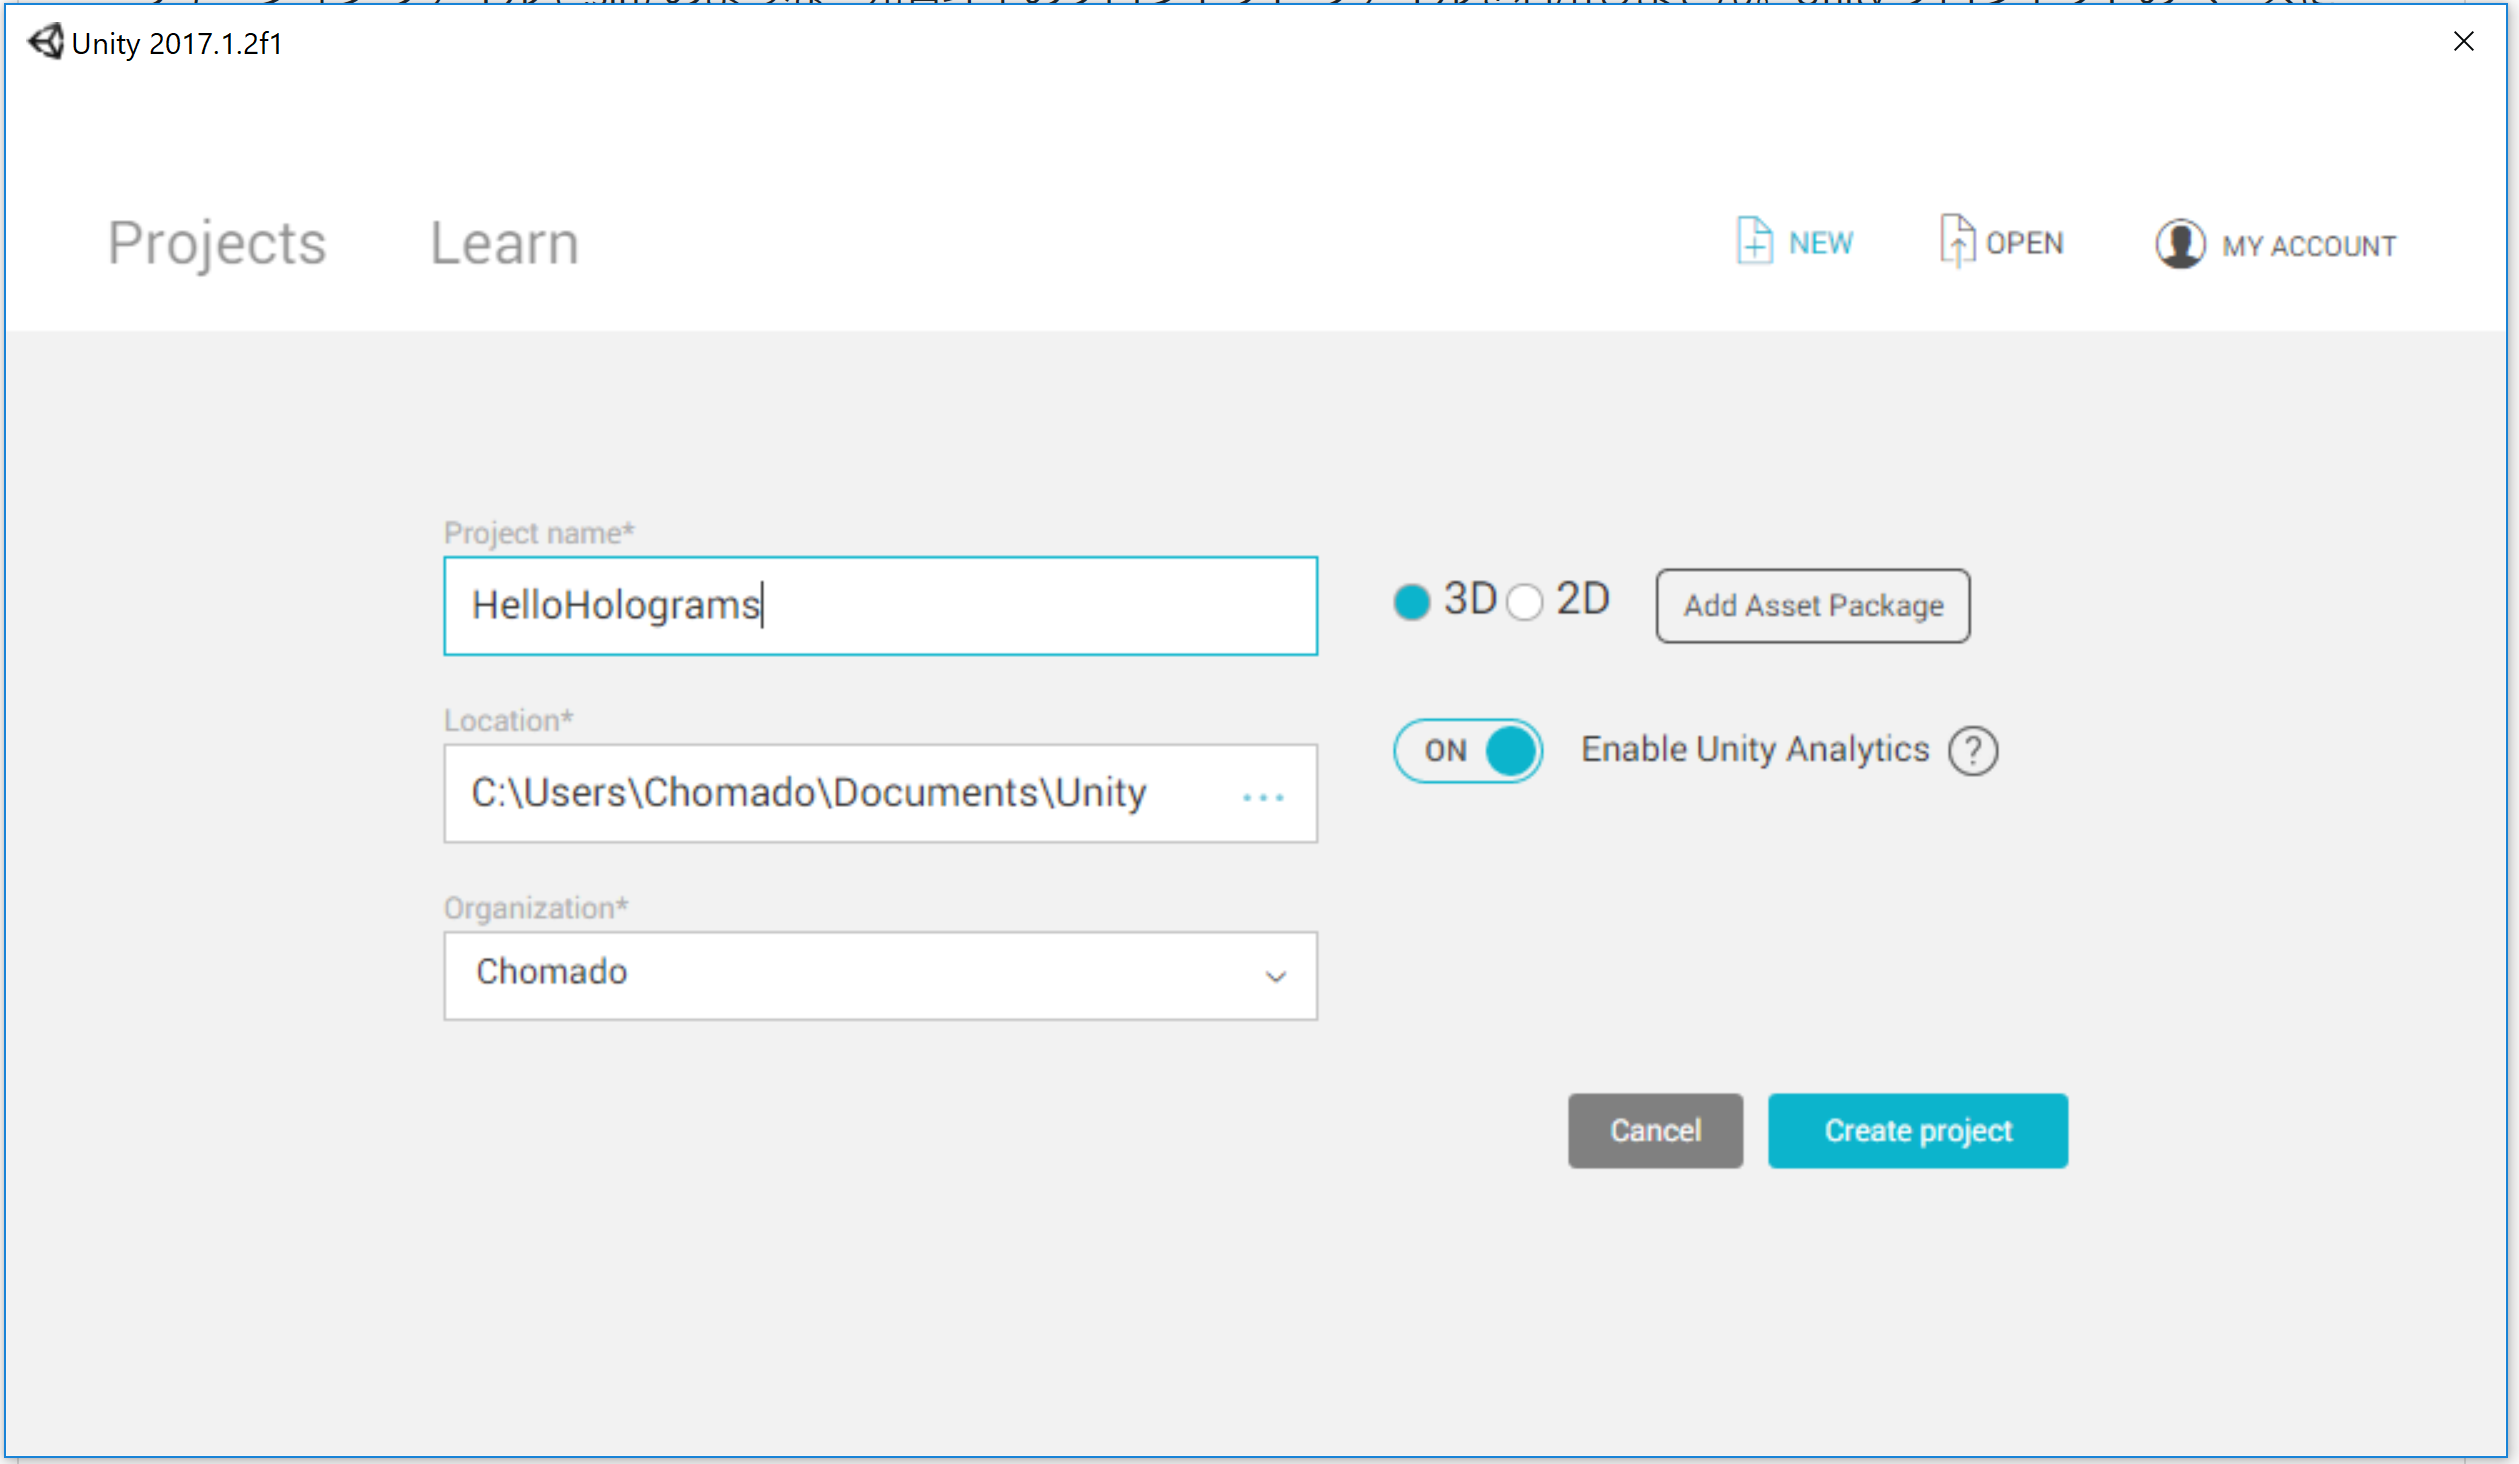 Unity 2017.1.2f1
Projects
Learn
NEW
OPEN
MY ACCOUNT
Project name*
HelloHolograms
3D
2D
Add Asset Package
Location*
C:\Users\Chomado\Documents\Unity
...
ON
Enable Unity Analytics
?
Organization*
Chomado
Cancel
Create project